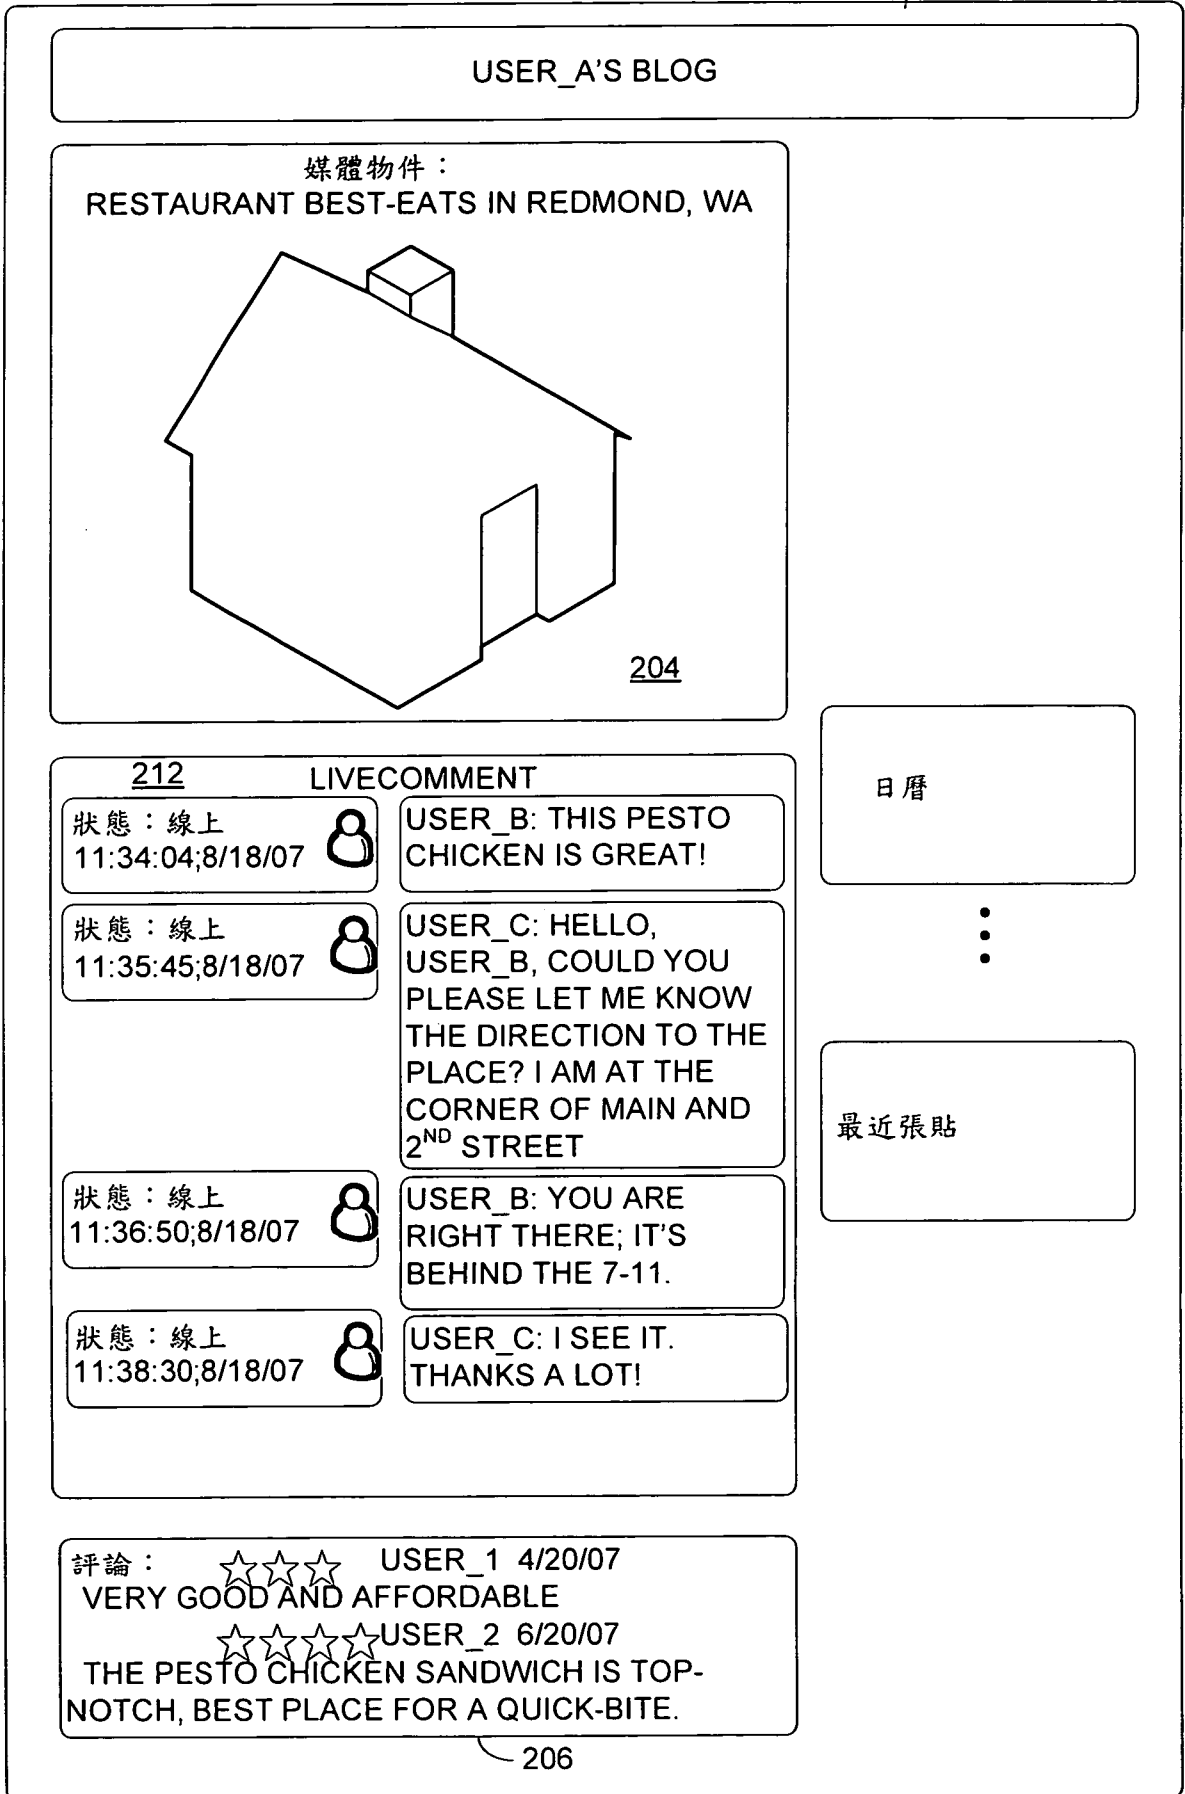 USER_A'S BLOG
媒體物件：
RESTAURANT BEST-EATS IN REDMOND, WA
204
212 LIVECOMMENT
狀態：線上
11:34:04;8/18/07
USER_B: THIS PESTO
CHICKEN IS GREAT!
狀態：線上
11:35:45;8/18/07
USER_C: HELLO,
USER_B, COULD YOU
PLEASE LET ME KNOW
THE DIRECTION TO THE
PLACE? I AM AT THE
CORNER OF MAIN AND
2ND STREET
狀態：線上
11:36:50;8/18/07
USER_B: YOU ARE
RIGHT THERE; IT'S
BEHIND THE 7-11.
狀態：線上
11:38:30;8/18/07
USER_C: I SEE IT.
THANKS A LOT!
日曆
最近張貼
評論： USER_1 4/20/07
VERY GOOD AND AFFORDABLE
USER_2 6/20/07
THE PESTO CHICKEN SANDWICH IS TOP-
NOTCH, BEST PLACE FOR A QUICK-BITE.
206